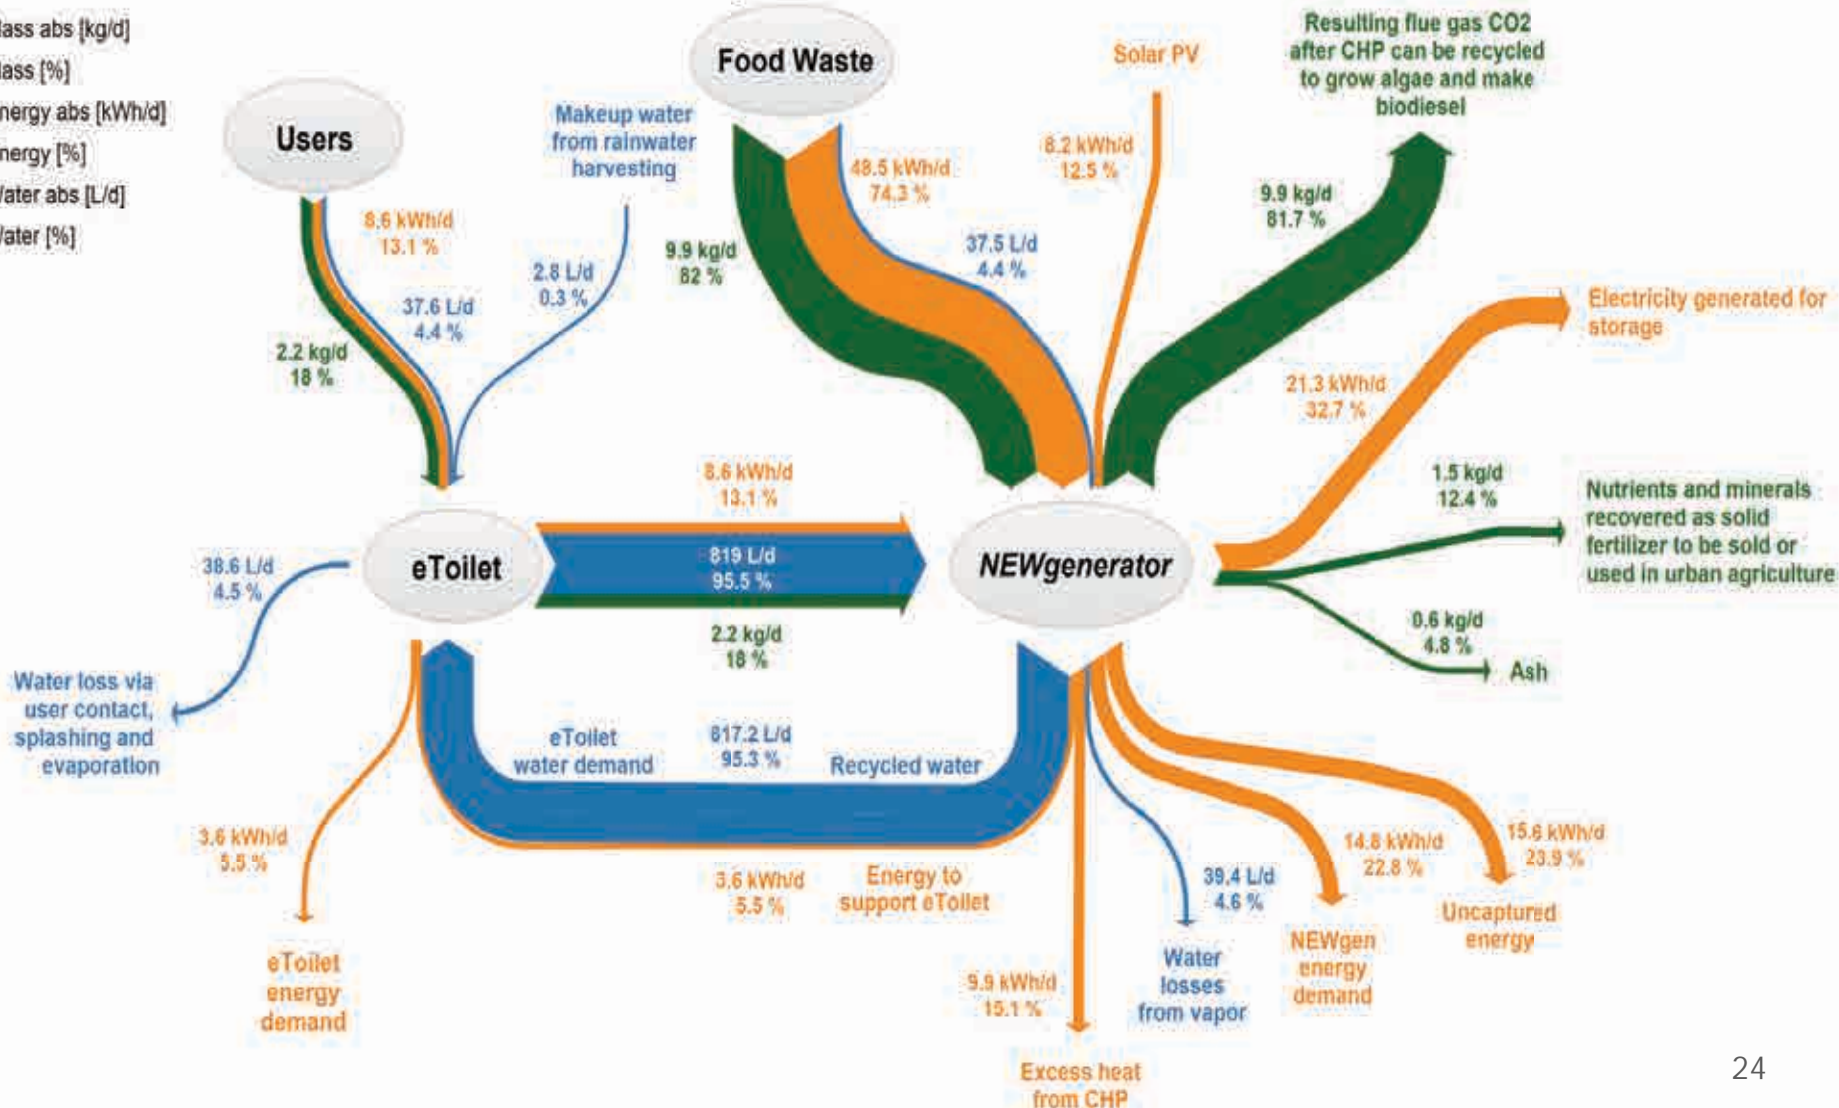 lass abs [kg/d]
lass [%]
nergy abs [kWh/d]
nergy [%]
/ater abs [L/d]
/ater [%]
Users
8.6 kWh/d
13.1 %
37.6 L/d
4.4 %
2.2 kg/d
18 %
Makeup water
from rainwater
harvesting
2.8 L/d
0.3 %
Food Waste
9.9 kg/d
82 %
48.5 kWh/d
74.3 %
37.5 L/d
4.4 %
Solar PV
8.2 kWh/d
12.5 %
Resulting flue gas CO2
after CHP can be recycled
to grow algae and make
biodiesel
9.9 kg/d
81.7 %
Electricity generated for
storage
21.3 kWh/d
32.7 %
1.5 kg/d
12.4 %
Nutrients and minerals
recovered as solid
fertilizer to be sold or
used in urban agriculture
0.6 kg/d
4.8 %
Ash
eToilet
8.6 kWh/d
13.1 %
819 L/d
95.5 %
2.2 kg/d
18 %
NEWgenerator
38.6 L/d
4.5 %
Water loss via
user contact,
splashing and
evaporation
3.6 kWh/d
5.5 %
eToilet
energy
demand
eToilet
water demand
817.2 L/d
95.3 %
Recycled water
3.6 kWh/d
5.5 %
Energy to
support eToilet
9.9 kWh/d
15.1 %
Excess heat
from CHP
39.4 L/d
4.6 %
Water
losses
from vapor
14.8 kWh/d
22.8 %
NEWgen
energy
demand
15.6 kWh/d
23.9 %
Uncaptured
energy
24